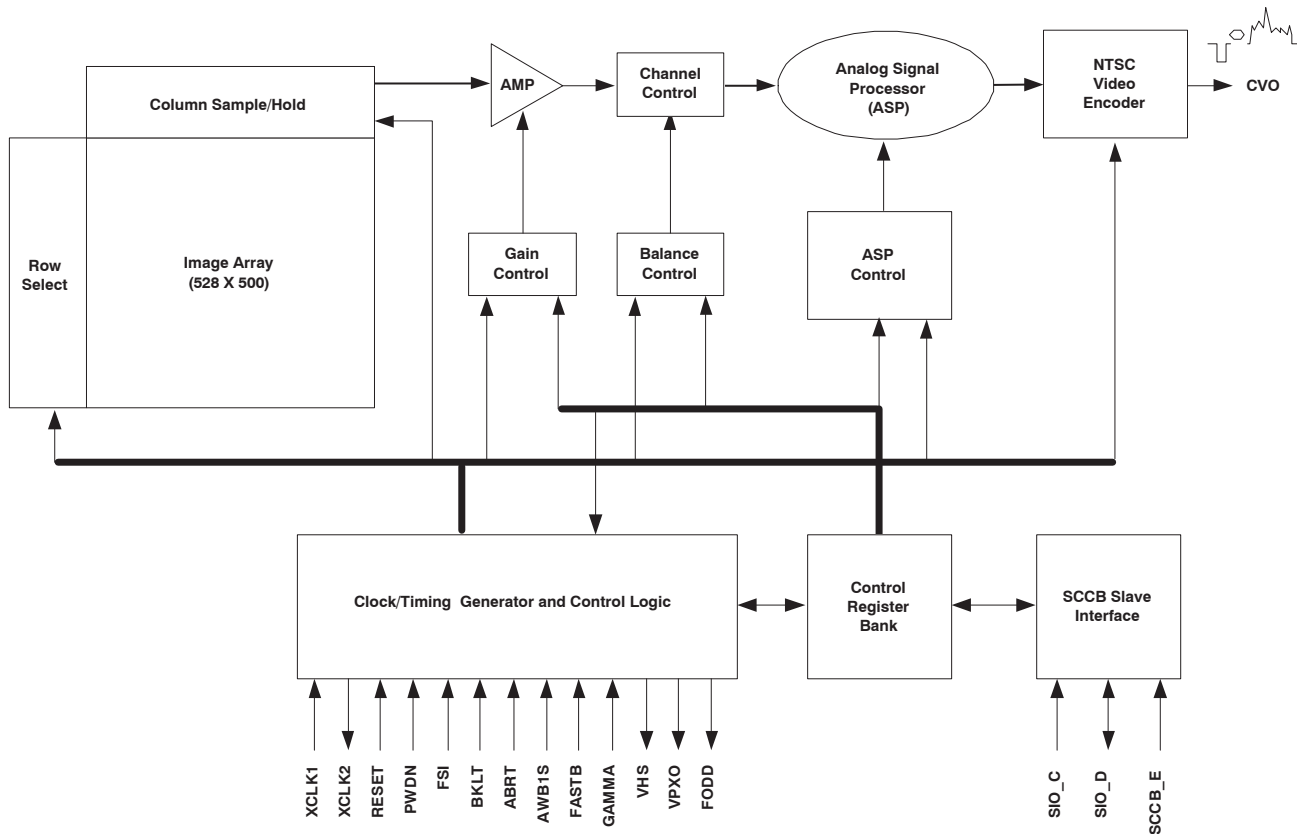 Column Sample/Hold
AMP
Channel
Control
Analog Signal
Processor
(ASP)
NTSC
Video
Encoder
CVO
Row
Select
Image Array
(528 X 500)
Gain
Control
Balance
Control
ASP
Control
Clock/Timing Generator and Control Logic
Control
Register
Bank
SCCB Slave
Interface
XCLK1
XCLK2
RESET
PWDN
FSI
BKLT
ABRT
AWB1S
FASTB
GAMMA
VHS
VPXO
FODD
SIO_C
SIO_D
SCCB_E